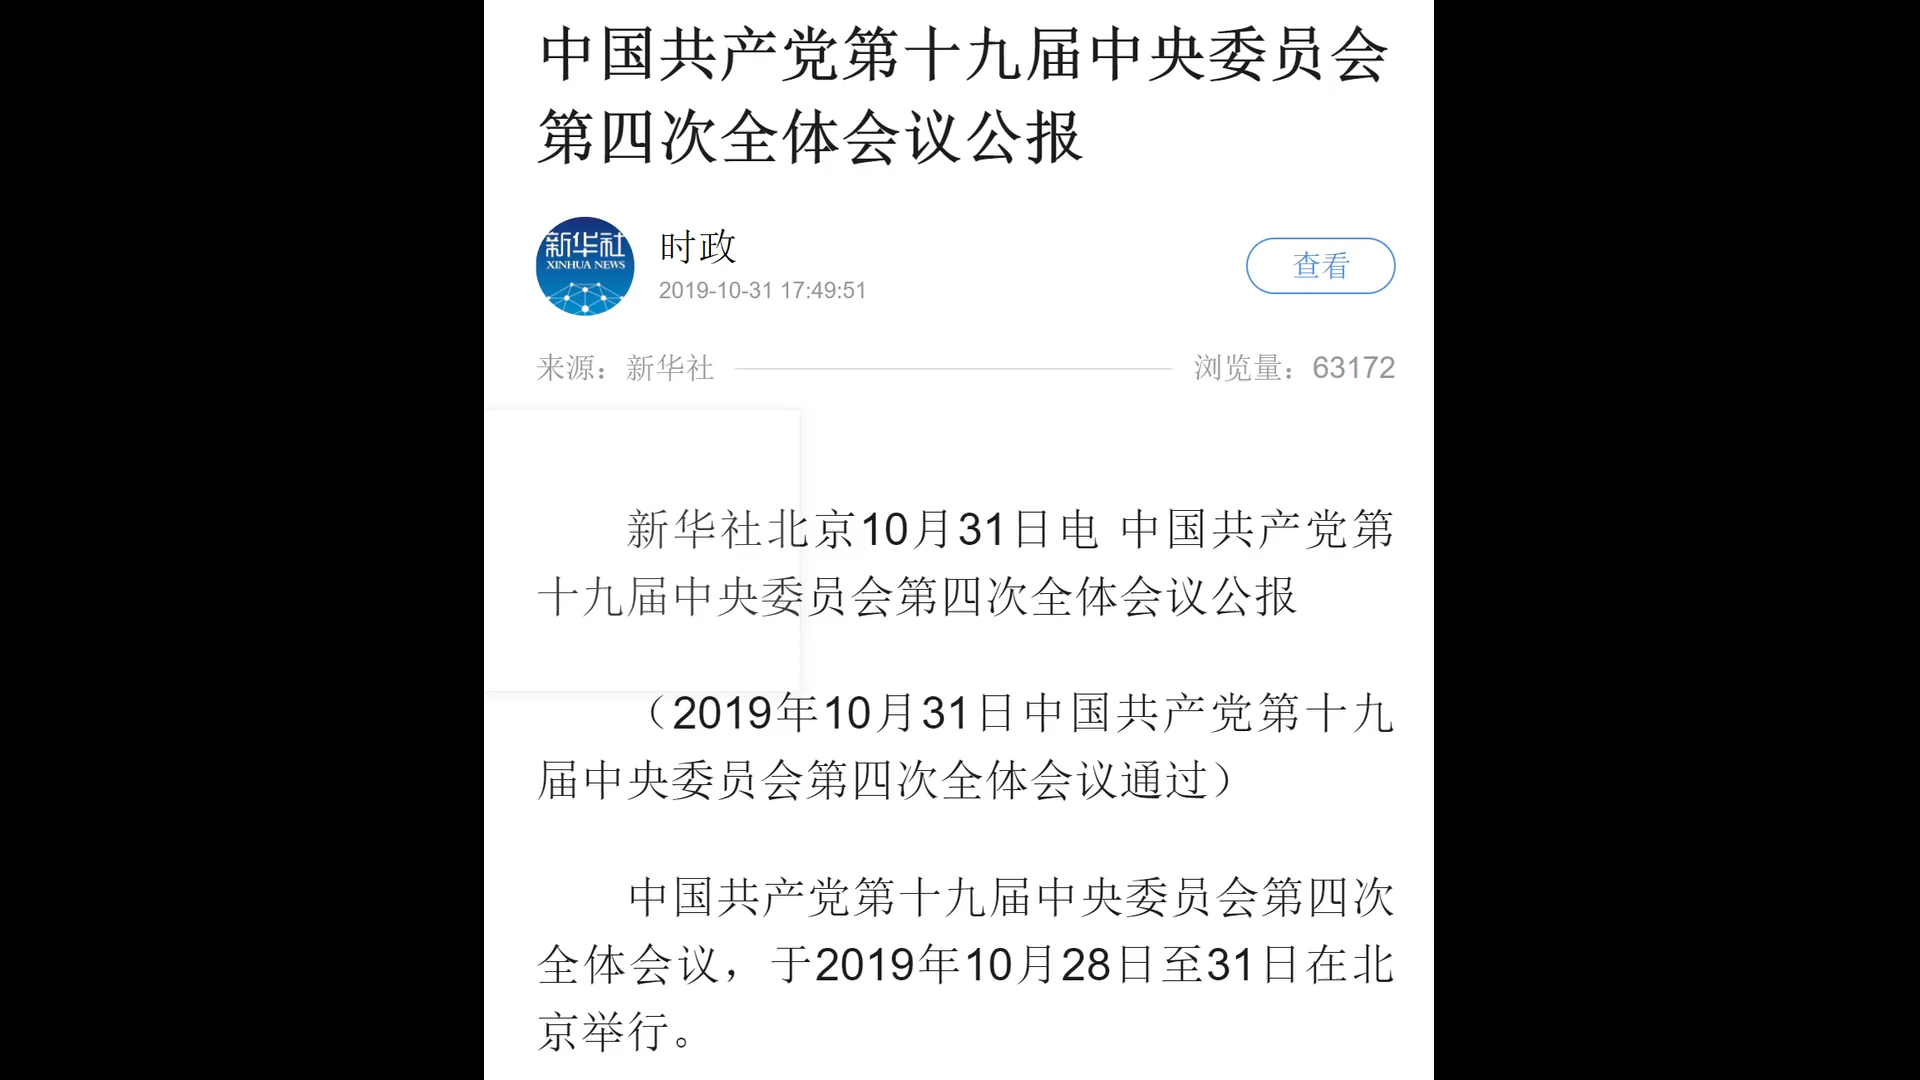 中国共产党第十九届中央委员会
第四次全体会议公报
新华社
XINHUA NEWS
时政
2019-10-31 17:49:51
查看
来源：新华社
浏览量：63172
新华社北京10月31日电 中国共产党第
十九届中央委员会第四次全体会议公报
（2019年10月31日中国共产党第十九
届中央委员会第四次全体会议通过）
中国共产党第十九届中央委员会第四次
全体会议，于2019年10月28日至31日在北
京举行。